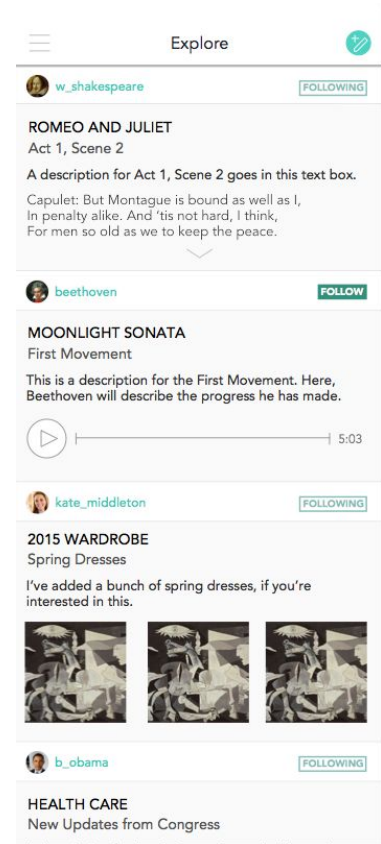 Explore
w_shakespeare
FOLLOWING
ROMEO AND JULIET
Act 1, Scene 2
A description for Act 1, Scene 2 goes in this text box.
Capulet: But Montague is bound as well as I,
In penalty alike. And ‘tis not hard, I think,
For men so old as we to keep the peace.
beethoven
FOLLOW
MOONLIGHT SONATA
First Movement
This is a description for the First Movement. Here,
Beethoven will describe the progress he has made.
5:03
kate_middleton
FOLLOWING
2015 WARDROBE
Spring Dresses
I’ve added a bunch of spring dresses, if you’re
interested in this.
b_obama
FOLLOWING
HEALTH CARE
New Updates from Congress